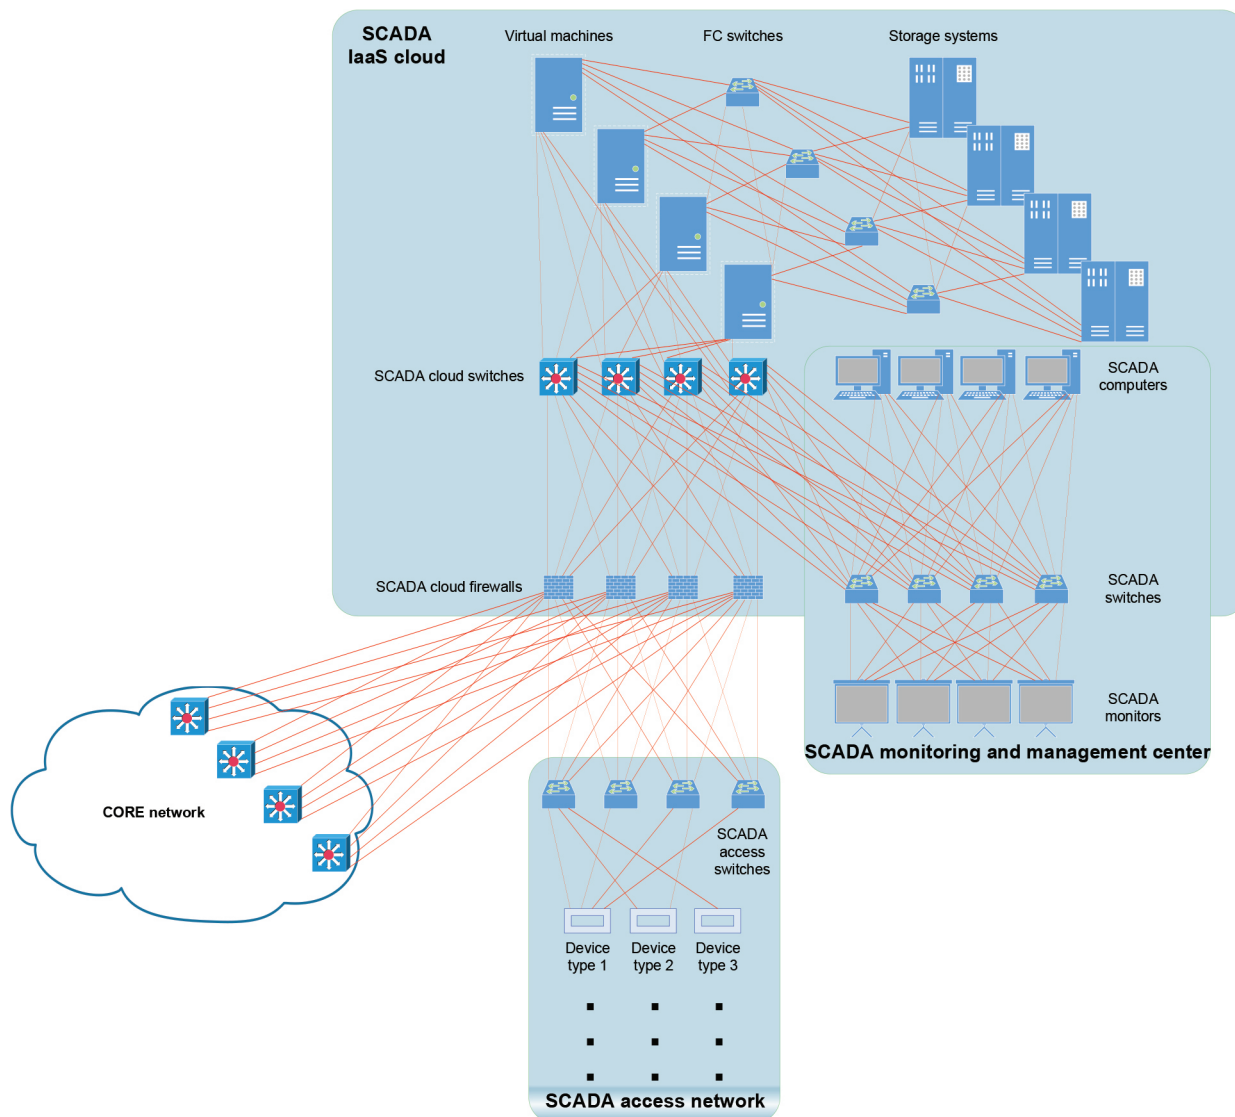 SCADA
IaaS cloud
Virtual machines
FC switches
Storage systems
SCADA cloud switches
SCADA
computers
SCADA cloud firewalls
SCADA
switches
SCADA
monitors
SCADA monitoring and management center
CORE network
SCADA
access
switches
Device
type 1
Device
type 2
Device
type 3
SCADA access network